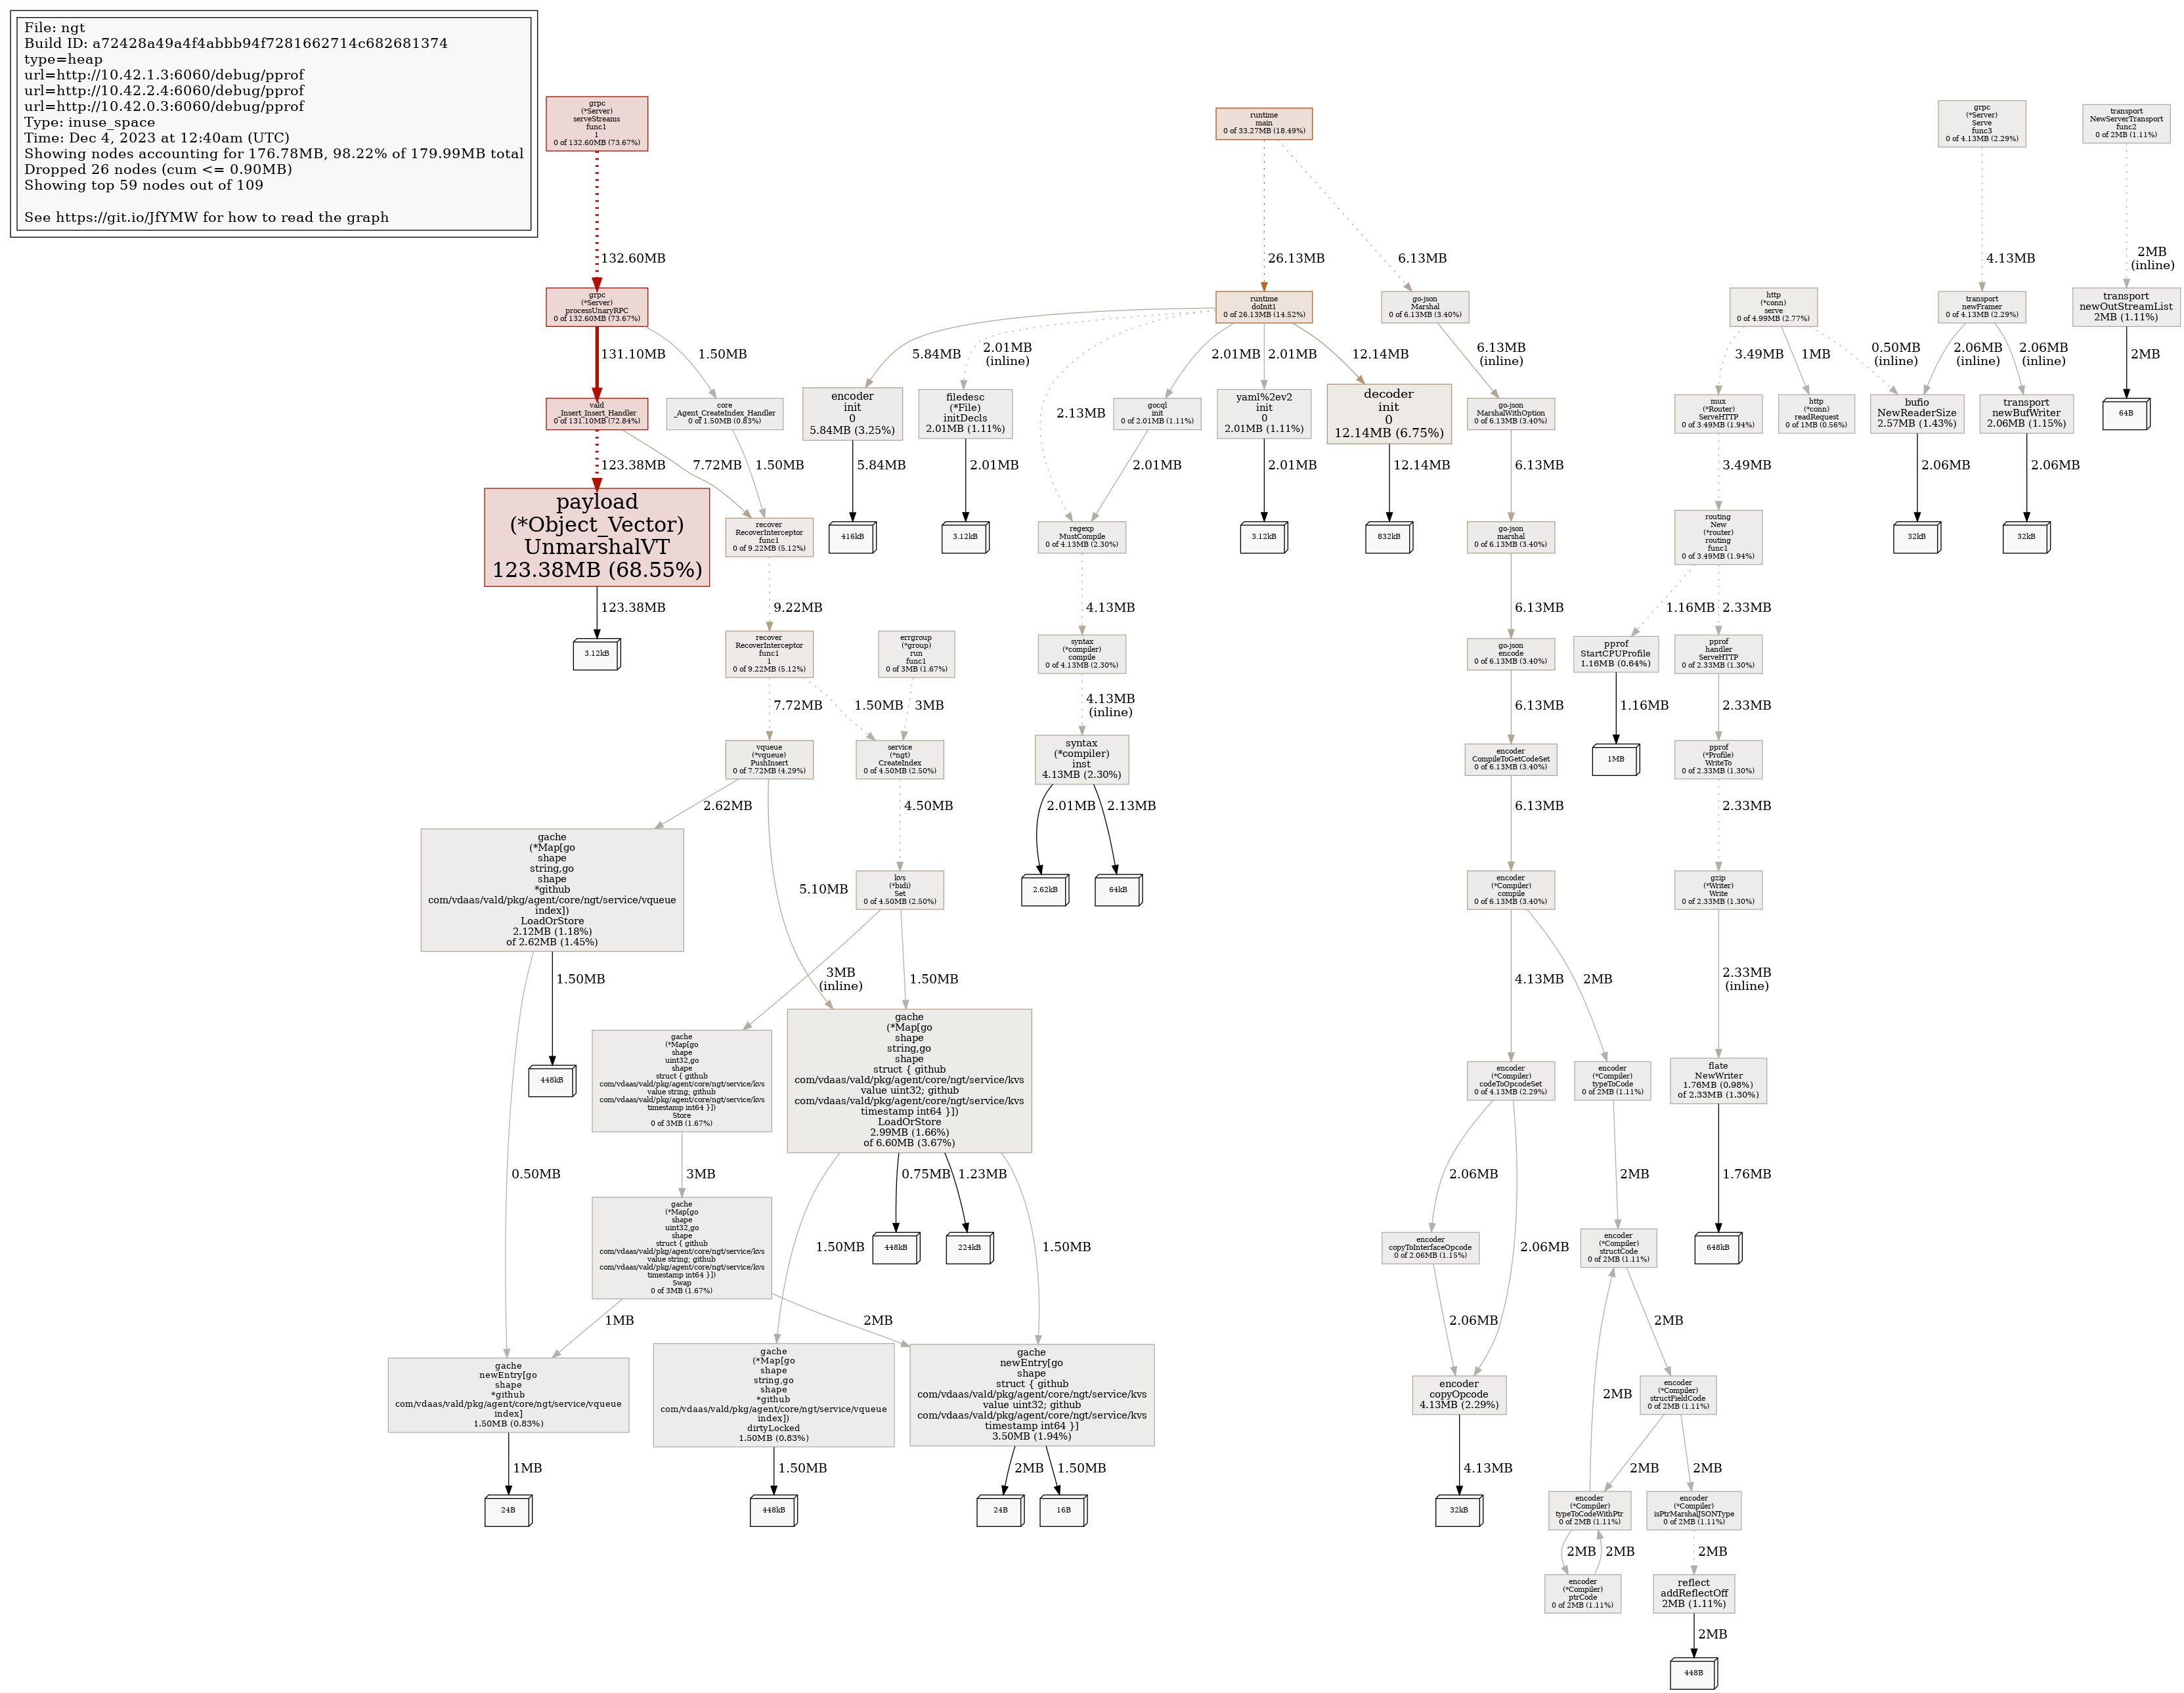 File: ngt
Build ID: a72428a49a4f4abbb94f7281662714c682681374
type=heap
url=http://10.42.1.3:6060/debug/pprof
url=http://10.42.2.4:6060/debug/pprof
url=http://10.42.0.3:6060/debug/pprof
Type: inuse_space
Time: Dec 4, 2023 at 12:40am (UTC)
Showing nodes accounting for 176.78MB, 98.22% of 179.99MB total
Dropped 26 nodes (cum <= 0.90MB)
Showing top 59 nodes out of 109
See https://git.io/JfYMW for how to read the graph
grpc
(*Server)
serveStreams
func1
1
0 of 132.60MB (73.67%)
runtime
main
0 of 33.27MB (18.49%)
grpc
(*Server)
Serve
func3
0 of 4.13MB (2.29%)
transport
NewServerTransport
func2
0 of 2MB (1.11%)
132.60MB
26.13MB
6.13MB
4.13MB
2MB
(inline)
grpc
(*Server)
processUnaryRPC
0 of 132.60MB (73.67%)
runtime
doInit1
0 of 26.13MB (14.52%)
go-json
Marshal
0 of 6.13MB (3.40%)
http
(*conn)
serve
0 of 4.99MB (2.77%)
transport
newFramer
0 of 4.13MB (2.29%)
transport
newOutStreamList
2MB (1.11%)
131.10MB
1.50MB
5.84MB
2.01MB
(inline)
2.13MB
2.01MB
2.01MB
12.14MB
6.13MB
(inline)
3.49MB
1MB
0.50MB
(inline)
2.06MB
(inline)
2.06MB
(inline)
2MB
vald
_Insert_Insert_Handler
0 of 131.10MB (72.84%)
core
_Agent_CreateIndex_Handler
0 of 1.50MB (0.83%)
encoder
init
0
5.84MB (3.25%)
filedesc
(*File)
initDecls
2.01MB (1.11%)
gocql
init
0 of 2.01MB (1.11%)
yaml%2ev2
init
0
2.01MB (1.11%)
decoder
init
0
12.14MB (6.75%)
go-json
MarshalWithOption
0 of 6.13MB (3.40%)
mux
(*Router)
ServeHTTP
0 of 3.49MB (1.94%)
http
(*conn)
readRequest
0 of 1MB (0.56%)
bufio
NewReaderSize
2.57MB (1.43%)
transport
newBufWriter
2.06MB (1.15%)
64B
123.38MB
7.72MB
1.50MB
5.84MB
2.01MB
2.01MB
2.01MB
12.14MB
6.13MB
3.49MB
2.06MB
2.06MB
payload
(*Object_Vector)
UnmarshalVT
123.38MB (68.55%)
recover
RecoverInterceptor
func1
0 of 9.22MB (5.12%)
416kB
3.12kB
regexp
MustCompile
0 of 4.13MB (2.30%)
3.12kB
832kB
go-json
marshal
0 of 6.13MB (3.40%)
routing
New
(*router)
routing
func1
0 of 3.49MB (1.94%)
32kB
32kB
123.38MB
9.22MB
4.13MB
6.13MB
1.16MB
2.33MB
3.12kB
recover
RecoverInterceptor
func1
1
0 of 9.22MB (5.12%)
errgroup
(*group)
run
func1
0 of 3MB (1.67%)
syntax
(*compiler)
compile
0 of 4.13MB (2.30%)
go-json
encode
0 of 6.13MB (3.40%)
pprof
StartCPUProfile
1.16MB (0.64%)
pprof
handler
ServeHTTP
0 of 2.33MB (1.30%)
7.72MB
1.50MB
3MB
4.13MB
(inline)
6.13MB
1.16MB
2.33MB
vqueue
(*vqueue)
PushInsert
0 of 7.72MB (4.29%)
service
(*ngt)
CreateIndex
0 of 4.50MB (2.50%)
syntax
(*compiler)
inst
4.13MB (2.30%)
encoder
CompileToGetCodeSet
0 of 6.13MB (3.40%)
1MB
pprof
(*Profile)
WriteTo
0 of 2.33MB (1.30%)
2.62MB
5.10MB
4.50MB
2.01MB
2.13MB
6.13MB
2.33MB
gache
(*Map[go
shape
string,go
shape
*github
com/vdaas/vald/pkg/agent/core/ngt/service/vqueue
index])
LoadOrStore
2.12MB (1.18%)
of 2.62MB (1.45%)
kvs
(*bidi)
Set
0 of 4.50MB (2.50%)
2.62kB
64kB
encoder
(*Compiler)
compile
0 of 6.13MB (3.40%)
gzip
(*Writer)
Write
0 of 2.33MB (1.30%)
0.50MB
1.50MB
3MB
(inline)
1.50MB
4.13MB
2MB
2.33MB
(inline)
448kB
gache
(*Map[go
shape
uint32,go
shape
struct { github
com/vdaas/vald/pkg/agent/core/ngt/service/kvs
value string; github
com/vdaas/vald/pkg/agent/core/ngt/service/kvs
timestamp int64 }])
Store
0 of 3MB (1.67%)
gache
(*Map[go
shape
string,go
shape
struct { github
com/vdaas/vald/pkg/agent/core/ngt/service/kvs
value uint32; github
com/vdaas/vald/pkg/agent/core/ngt/service/kvs
timestamp int64 }])
LoadOrStore
2.99MB (1.66%)
of 6.60MB (3.67%)
encoder
(*Compiler)
codeToOpcodeSet
0 of 4.13MB (2.29%)
encoder
(*Compiler)
typeToCode
0 of 2MB (1.11%)
flate
NewWriter
1.76MB (0.98%)
of 2.33MB (1.30%)
3MB
1.50MB
0.75MB
1.23MB
1.50MB
2.06MB
2.06MB
2MB
1.76MB
gache
(*Map[go
shape
uint32,go
shape
struct { github
com/vdaas/vald/pkg/agent/core/ngt/service/kvs
value string; github
com/vdaas/vald/pkg/agent/core/ngt/service/kvs
timestamp int64 }])
Swap
0 of 3MB (1.67%)
448kB
224kB
encoder
copyToInterfaceOpcode
0 of 2.06MB (1.15%)
encoder
(*Compiler)
structCode
0 of 2MB (1.11%)
648kB
1MB
2MB
2.06MB
2MB
2MB
gache
newEntry[go
shape
*github
com/vdaas/vald/pkg/agent/core/ngt/service/vqueue
index]
1.50MB (0.83%)
gache
(*Map[go
shape
string,go
shape
*github
com/vdaas/vald/pkg/agent/core/ngt/service/vqueue
index])
dirtyLocked
1.50MB (0.83%)
gache
newEntry[go
shape
struct { github
com/vdaas/vald/pkg/agent/core/ngt/service/kvs
value uint32; github
com/vdaas/vald/pkg/agent/core/ngt/service/kvs
timestamp int64 }]
3.50MB (1.94%)
encoder
copyOpcode
4.13MB (2.29%)
encoder
(*Compiler)
structFieldCode
0 of 2MB (1.11%)
1MB
1.50MB
2MB
1.50MB
4.13MB
2MB
2MB
24B
448kB
24B
16B
32kB
encoder
(*Compiler)
typeToCodeWithPtr
0 of 2MB (1.11%)
encoder
(*Compiler)
isPtrMarshalJSONType
0 of 2MB (1.11%)
2MB
2MB
2MB
encoder
(*Compiler)
ptrCode
0 of 2MB (1.11%)
reflect
addReflectOff
2MB (1.11%)
2MB
448B